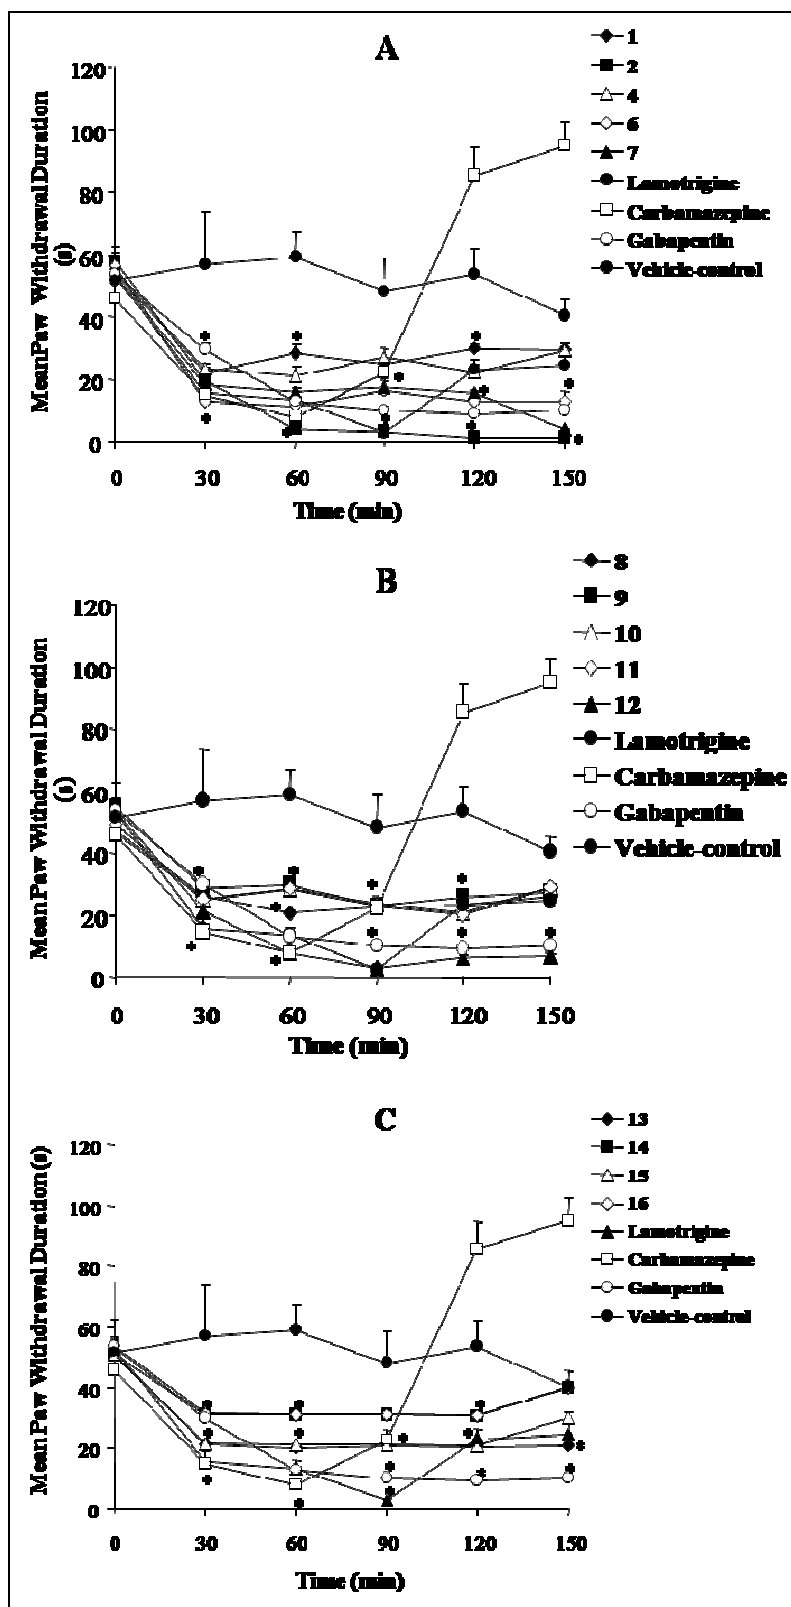 A
1
2
4
6
7
Lamotrigine
Carbamazepine
Gabapentin
Vehicle-control
Mean Paw Withdrawal Duration
(s)
120
100
80
60
40
20
0
0 30 60 90 120 150
Time (min)
B
8
9
10
11
12
Lamotrigine
Carbamazepine
Gabapentin
Vehicle-control
Mean Paw Withdrawal Duration
(s)
120
100
80
60
40
20
0
0 30 60 90 120 150
Time (min)
C
13
14
15
16
Lamotrigine
Carbamazepine
Gabapentin
Vehicle-control
Mean Paw Withdrawal Duration (s)
120
100
80
60
40
20
0
0 30 60 90 120 150
Time (min)